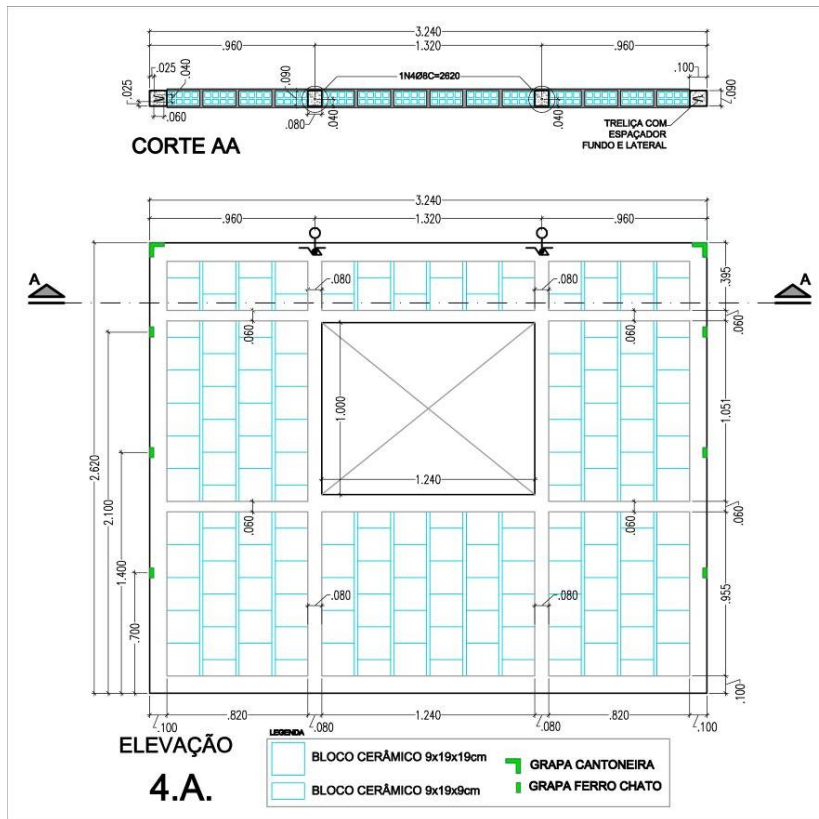 3.240
.960 1.320 .960
.025 .040 .090 1N4Ø8C=2620 .100
.025 .090
.060 .080 .040 .040
CORTE AA
TRELIÇA COM
ESPAÇADOR
FUNDO E LATERAL
3.240
.960 1.320 .960
A A
.080 .080 .395
.060 .060 .060
1.000 1.051
1.240
2.620
2.100
.060 .060 .060
1.400
.080 .080 .955
.700
.100
.100 .820 .080 1.240 .080 .820 .100
ELEVAÇÃO
4.A.
LEGENDA
BLOCO CERÂMICO 9x19x19cm
BLOCO CERÂMICO 9x19x9cm
GRAPA CANTONEIRA
GRAPA FERRO CHATO